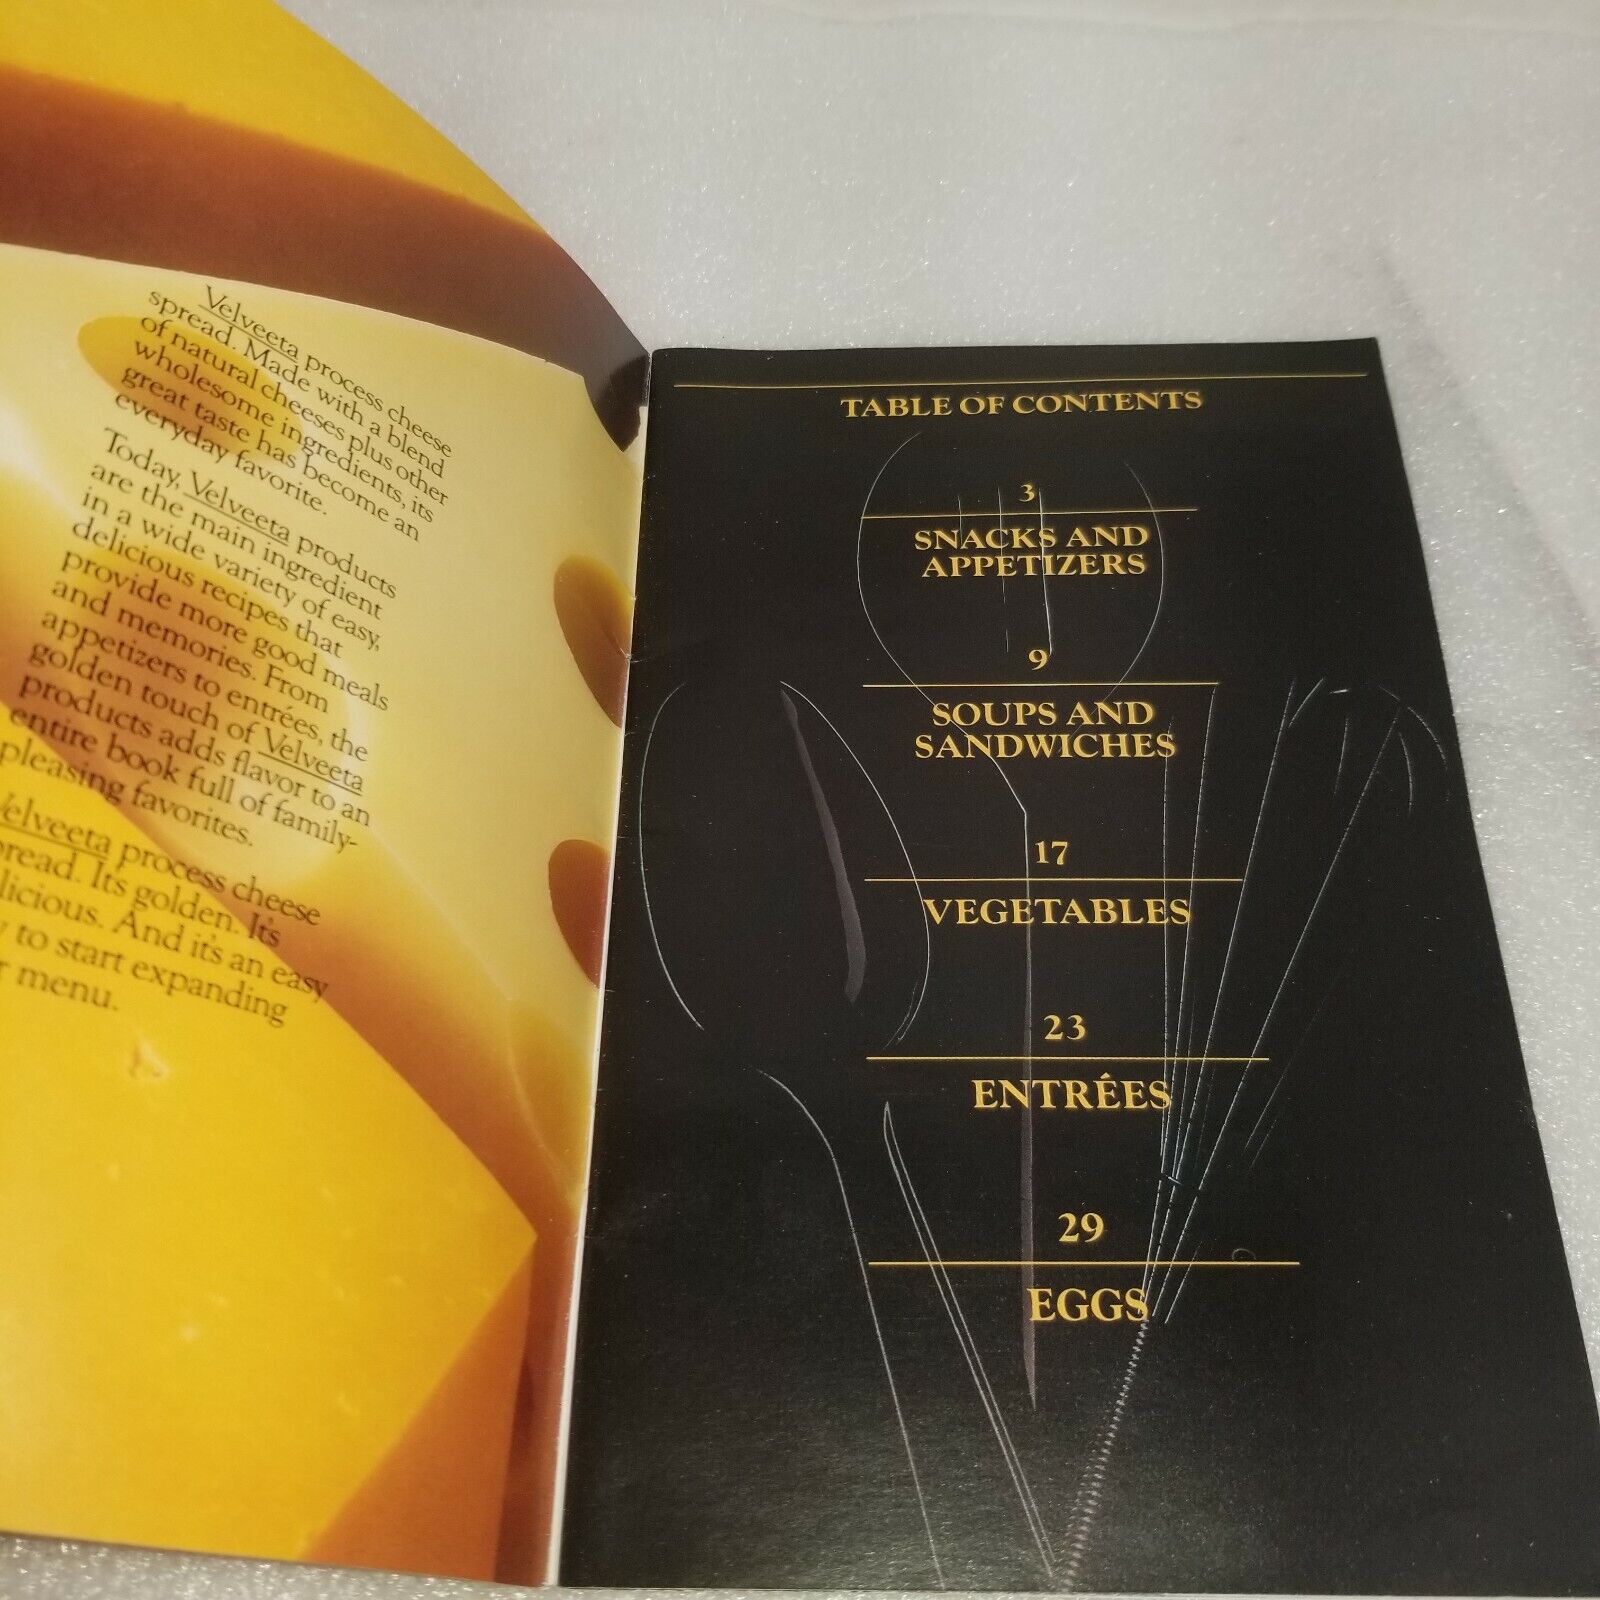 Velveeta process cheese
spread. Made with a blend
of natural cheeses plus other
wholesome ingredients, its
great taste has become an
everyday favorite.
Today, Velveeta products
are the main ingredient
in a wide variety of easy,
delicious recipes that
provide more good meals
and memories. From
appetizers to entrées, the
golden touch of Velveeta
products adds flavor to an
entire book full of family-
pleasing favorites.
Velveeta process cheese
It's golden. It's
And it's an easy
to start expanding
menu.
TABLE OF CONTENTS
3
SNACKS AND
APPETIZERS
9
SOUPS AND
SANDWICHES
17
VEGETABLES
23
ENTRÉES
29
EGGS